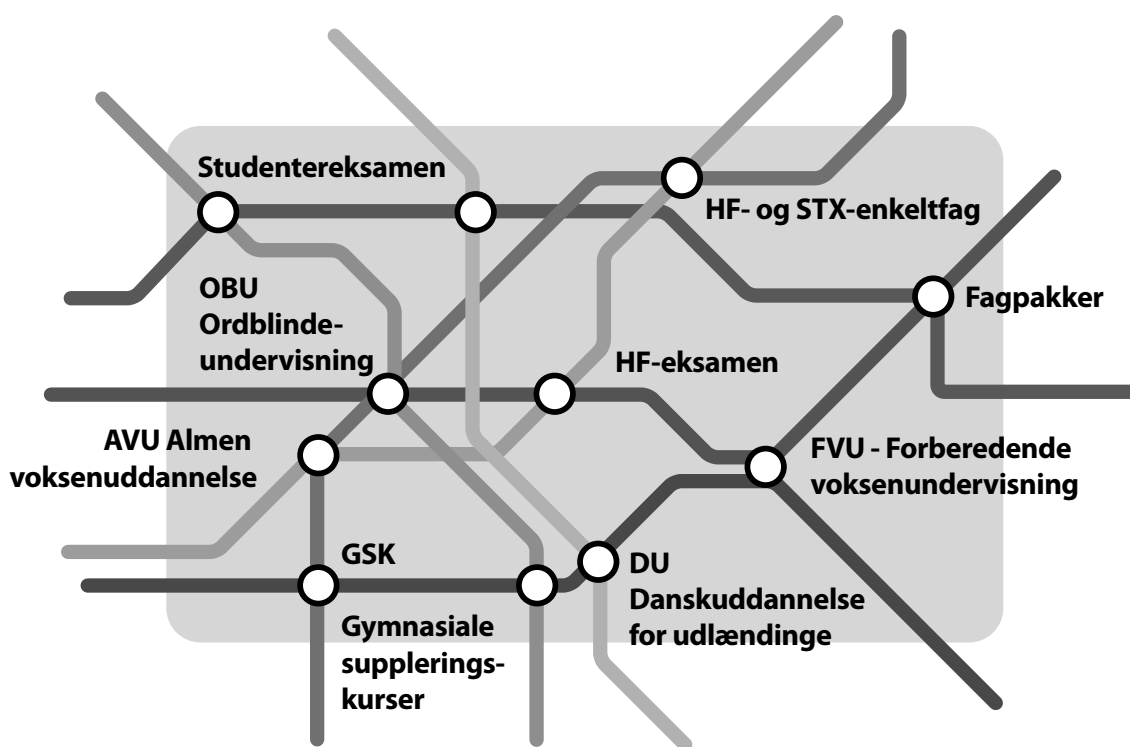 Studentereksamen
HF- og STX-enkeltfag
OBU
Ordblinde-
undervisning
Fagpakker
HF-eksamen
AVU Almen
voksenuddannelse
FVU - Forberedende
voksenundervisning
GSK
Gymnasiale
supplerings-
kurser
DU
Danskuddannelse
for udlændinge